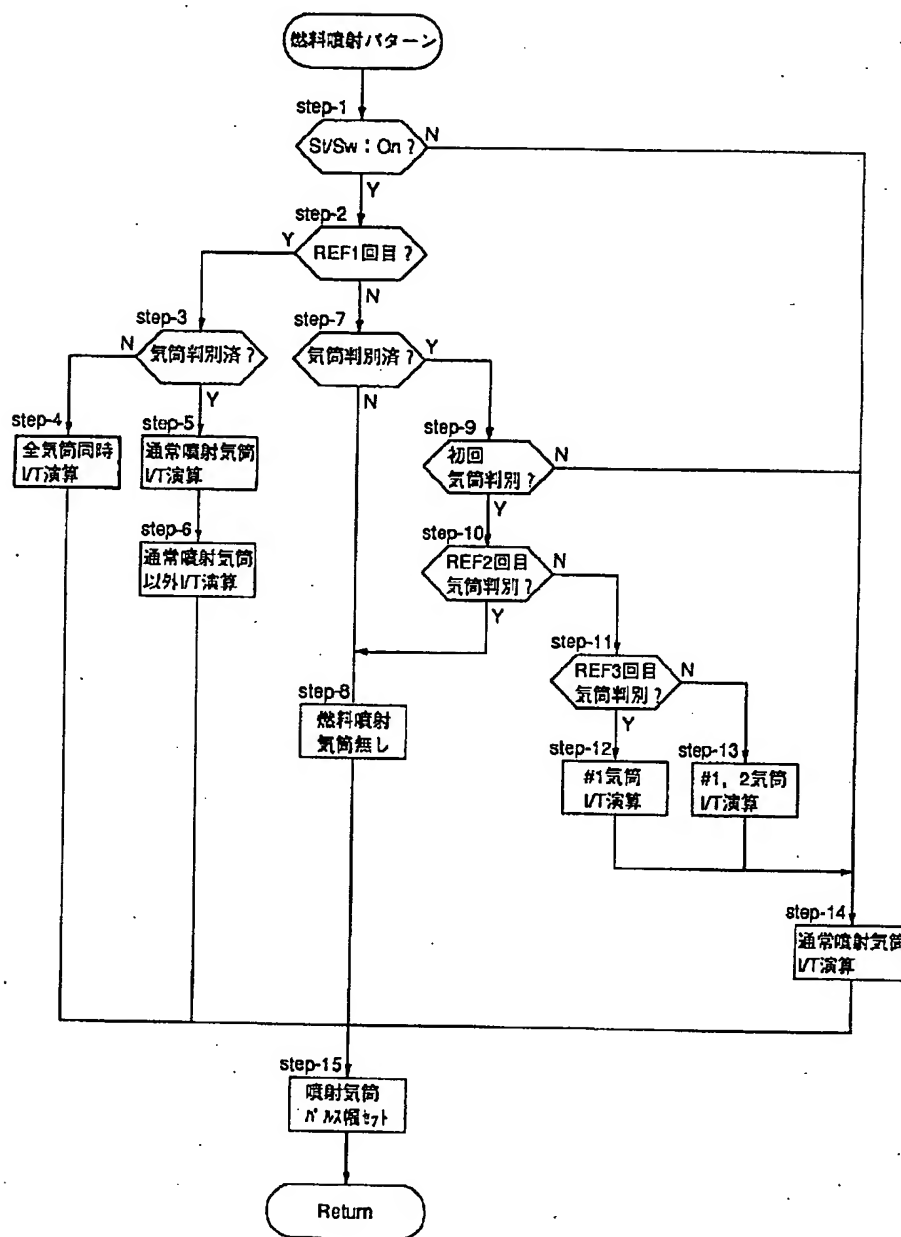 燃料噴射パターン
step-1
St/Sw：On？
N
Y
step-2
Y
REF1回目？
N
step-3
N
気筒判別済？
Y
step-7
気筒判別済？
Y
N
step-4
全気筒同時
I/T演算
step-5
通常噴射気筒
I/T演算
step-6
通常噴射気筒
以外I/T演算
step-9
初回
気筒判別？
N
Y
step-10
REF2回目
気筒判別？
N
Y
step-11
REF3回目
気筒判別？
N
Y
step-8
燃料噴射
気筒無し
step-12
#1気筒
I/T演算
step-13
#1，2気筒
I/T演算
step-14
通常噴射気筒
I/T演算
step-15
噴射気筒
パルス幅セット
Return